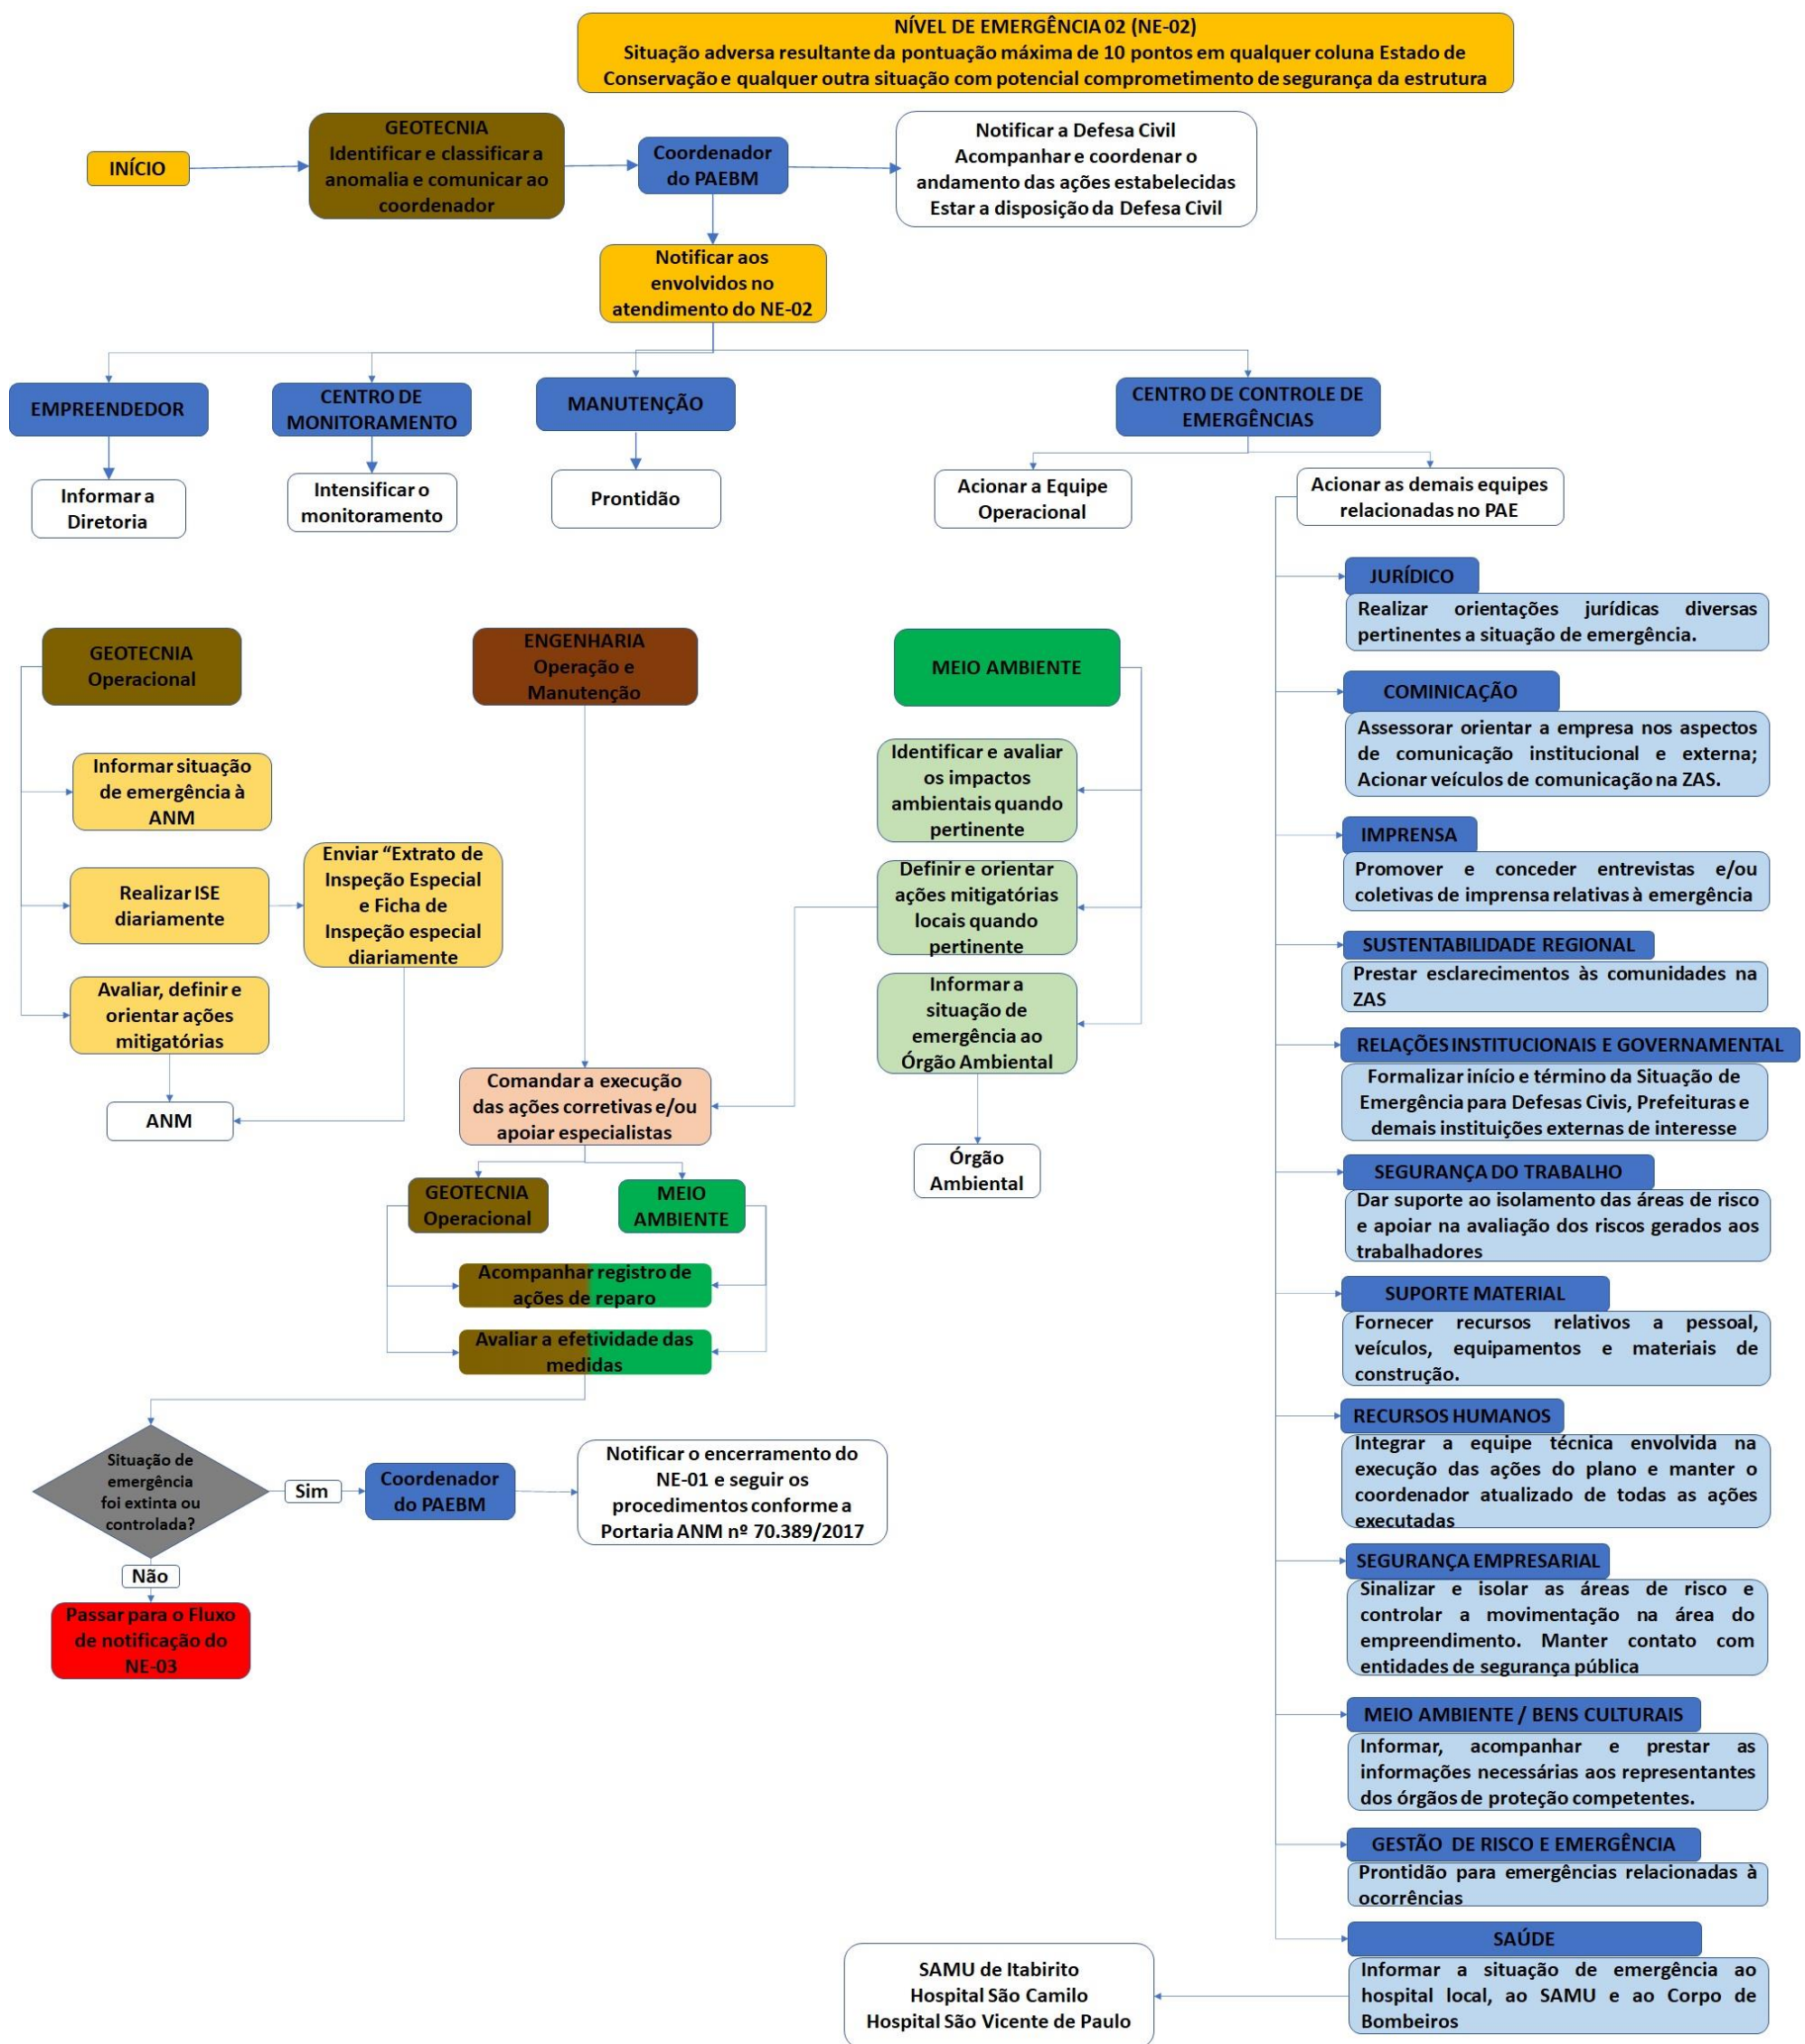 NÍVEL DE EMERGÊNCIA 02 (NE-02)
Situação adversa resultante da pontuação máxima de 10 pontos em qualquer coluna Estado de
Conservação e qualquer outra situação com potencial comprometimento de segurança da estrutura
INÍCIO
GEOTECNIA
Identificar e classificar a
anomalia e comunicar ao
coordenador
Coordenador
do PAEBM
Notificar a Defesa Civil
Acompanhar e coordenar o
andamento das ações estabelecidas
Estar a disposição da Defesa Civil
Notificar aos
envolvidos no
atendimento do NE-02
EMPREENDEDOR
CENTRO DE
MONITORAMENTO
MANUTENÇÃO
CENTRO DE CONTROLE DE
EMERGÊNCIAS
Informar a
Diretoria
Intensificar o
monitoramento
Prontidão
Acionar a Equipe
Operacional
Acionar as demais equipes
relacionadas no PAE
GEOTECNIA
Operacional
Informar situação
de emergência à
ANM
Realizar ISE
diariamente
Enviar “Extrato de
Inspeção Especial
e Ficha de
Inspeção especial
diariamente
Avaliar, definir e
orientar ações
mitigatórias
ANM
ENGENHARIA
Operação e
Manutenção
MEIO AMBIENTE
Identificar e avaliar
os impactos
ambientais quando
pertinente
Definir e orientar
ações mitigatórias
locais quando
pertinente
Informar a
situação de
emergência ao
Órgão Ambiental
Órgão
Ambiental
Comandar a execução
das ações corretivas e/ou
apoiar especialistas
GEOTECNIA
Operacional
MEIO
AMBIENTE
Acompanhar registro de
ações de reparo
Avaliar a efetividade das
medidas
Situação de
emergência
foi extinta ou
controlada?
Sim
Coordenador
do PAEBM
Notificar o encerramento do
NE-01 e seguir os
procedimentos conforme a
Portaria ANM nº 70.389/2017
Não
Passar para o Fluxo
de notificação do
NE-03
JURÍDICO
Realizar orientações jurídicas diversas
pertinentes a situação de emergência.
COMINICAÇÃO
Assessorar orientar a empresa nos aspectos
de comunicação institucional e externa;
Acionar veículos de comunicação na ZAS.
IMPRENSA
Promover e conceder entrevistas e/ou
coletivas de imprensa relativas à emergência
SUSTENTABILIDADE REGIONAL
Prestar esclarecimentos às comunidades na
ZAS
RELAÇÕES INSTITUCIONAIS E GOVERNAMENTAL
Formalizar início e término da Situação de
Emergência para Defesas Civis, Prefeituras e
demais instituições externas de interesse
SEGURANÇA DO TRABALHO
Dar suporte ao isolamento das áreas de risco
e apoiar na avaliação dos riscos gerados aos
trabalhadores
SUPORTE MATERIAL
Fornecer recursos relativos a pessoal,
veículos, equipamentos e materiais de
construção.
RECURSOS HUMANOS
Integrar a equipe técnica envolvida na
execução das ações do plano e manter o
coordenador atualizado de todas as ações
executadas
SEGURANÇA EMPRESARIAL
Sinalizar e isolar as áreas de risco e
controlar a movimentação na área do
empreendimento. Manter contato com
entidades de segurança pública
MEIO AMBIENTE / BENS CULTURAIS
Informar, acompanhar e prestar as
informações necessárias aos representantes
dos órgãos de proteção competentes.
GESTÃO DE RISCO E EMERGÊNCIA
Prontidão para emergências relacionadas à
ocorrências
SAÚDE
Informar a situação de emergência ao
hospital local, ao SAMU e ao Corpo de
Bombeiros
SAMU de Itabirito
Hospital São Camilo
Hospital São Vicente de Paulo